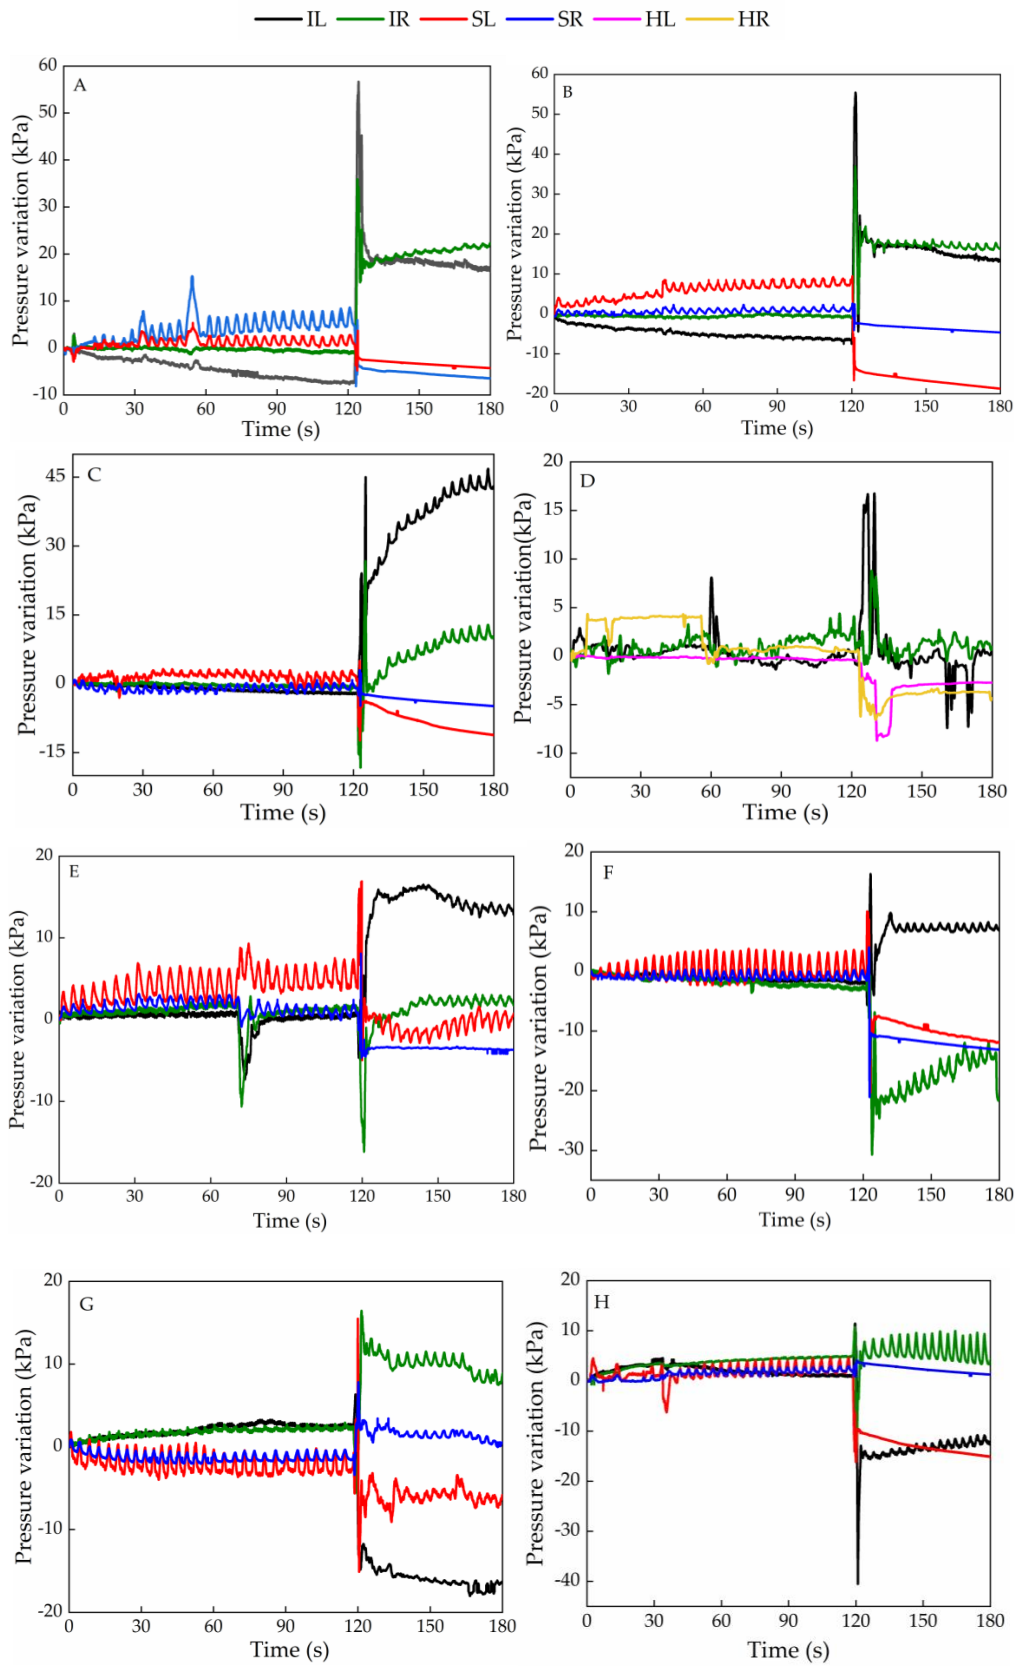 IL IR SL SR HL HR
A
Pressure variation (kPa)
60
50
40
30
20
10
0
-10
0 30 60 90 120 150 180
Time (s)
B
Pressure variation (kPa)
60
50
40
30
20
10
0
-10
-20
0 30 60 90 120 150 180
Time (s)
C
Pressure variation (kPa)
45
30
15
0
-15
0 30 60 90 120 150 180
Time (s)
D
Pressure variation(kPa)
20
15
10
5
0
-5
-10
0 30 60 90 120 150 180
Time (s)
E
Pressure variation (kPa)
20
10
0
-10
-20
0 30 60 90 120 150 180
Time (s)
F
Pressure variation (kPa)
20
10
0
-10
-20
-30
0 30 60 90 120 150 180
Time (s)
G
Pressure variation (kPa)
20
10
0
-10
-20
0 30 60 90 120 150 180
Time (s)
H
Pressure variation (kPa)
20
10
0
-10
-20
-30
-40
0 30 60 90 120 150 180
Time (s)